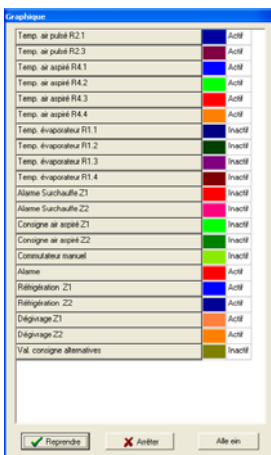 Graphique
Temp. air pulsé R2.1 Actif
Temp. air pulsé R2.3 Actif
Temp. air aspiré R4.1 Actif
Temp. air aspiré R4.2 Actif
Temp. air aspiré R4.3 Actif
Temp. air aspiré R4.4 Actif
Temp. évaporateur R1.1 Inactif
Temp. évaporateur R1.2 Inactif
Temp. évaporateur R1.3 Inactif
Temp. évaporateur R1.4 Inactif
Alarme Surchauffe Z1 Inactif
Alarme Surchauffe Z2 Inactif
Consigne air aspiré Z1 Inactif
Consigne air aspiré Z2 Inactif
Commutateur manuel Inactif
Alarme Actif
Réfrigération Z1 Actif
Réfrigération Z2 Actif
Dégivrage Z1 Actif
Dégivrage Z2 Actif
Val. consigne alternatives Inactif
Reprendre Arrêter Alle ein